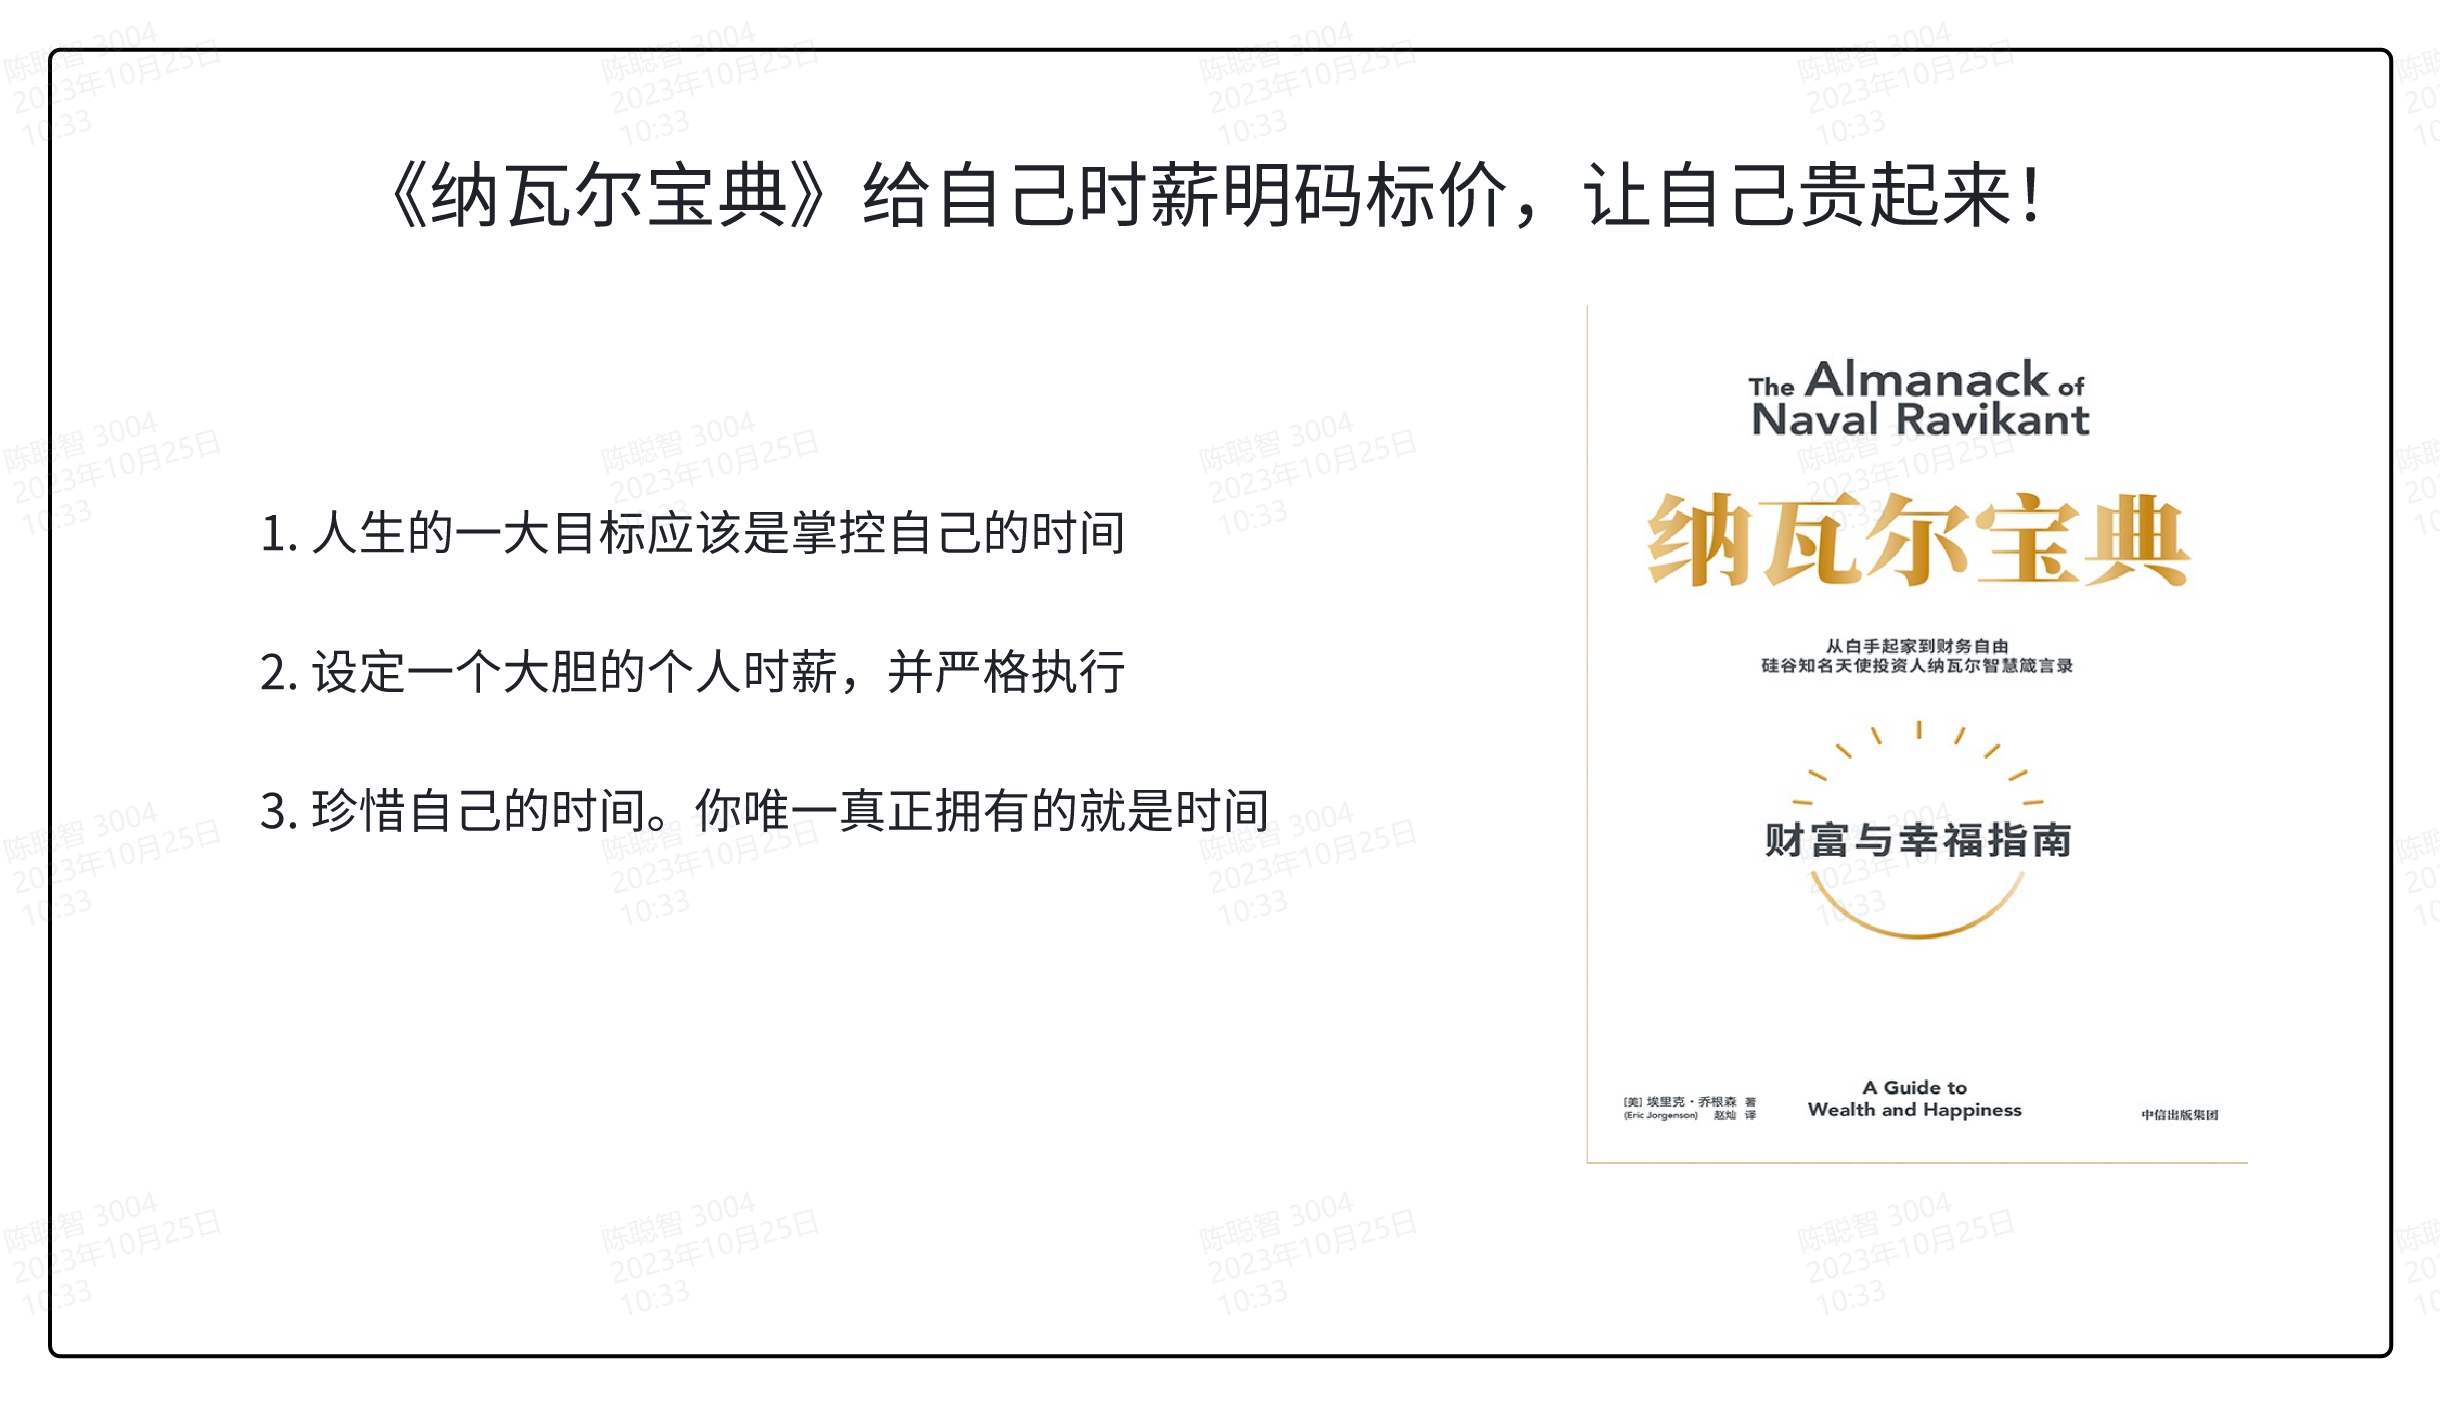 《纳瓦尔宝典》给自己时薪明码标价，让自己贵起来！
1. 人生的一大目标应该是掌控自己的时间
2. 设定一个大胆的个人时薪，并严格执行
3. 珍惜自己的时间。你唯一真正拥有的就是时间
The Almanack of
Naval Ravikant
纳瓦尔宝典
从白手起家到财务自由
硅谷知名天使投资人纳瓦尔智慧箴言录
财富与幸福指南
[美] 埃里克·乔根森 著
(Eric Jorgenson) 赵灿 译
A Guide to
Wealth and Happiness
中信出版集团
陈聪智 3004
2023年10月25日
10:33